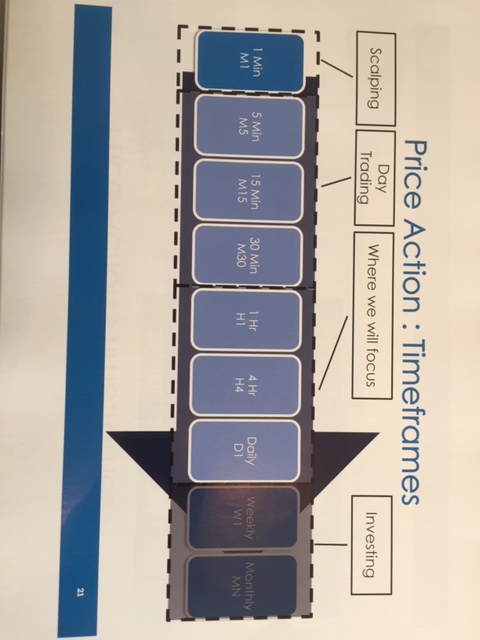 Price Action : Timeframes
Scalping
Day
Trading
Where we will focus
Investing
1 Min
M1
5 Min
M5
15 Min
M15
30 Min
M30
1 Hr
H1
4 Hr
H4
Daily
D1
Weekly
W1
Monthly
MN
21